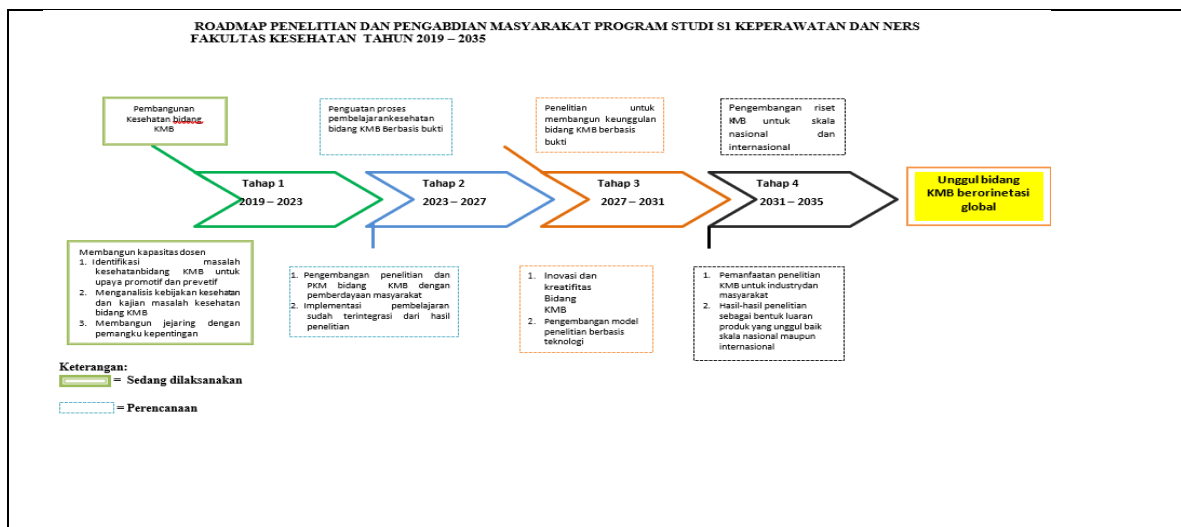 ROADMAP PENELITIAN DAN PENGABDIAN MASYARAKAT PROGRAM STUDI S1 KEPERAWATAN DAN NERS
FAKULTAS KESEHATAN TAHUN 2019 – 2035
Pembangunan
Kesehatan bidang
KMB
Penguatan proses
pembelajarankesehatan
bidang KMB Berbasis bukti
Penelitian untuk
membangun keunggulan
bidang KMB berbasis
bukti
Pengembangan riset
KMB untuk skala
nasional dan
internasional
Tahap 1
2019 – 2023
Tahap 2
2023 – 2027
Tahap 3
2027 – 2031
Tahap 4
2031 – 2035
Unggul bidang
KMB berorinetasi
global
Membangun kapasitas dosen
1. Identifikasi masalah
kesehatanbidang KMB untuk
upaya promotif dan prevetif
2. Menganalisis kebijakan kesehatan
dan kajian masalah kesehatan
bidang KMB
3. Membangun jejaring dengan
pemangku kepentingan
1. Pengembangan penelitian dan
PKM bidang KMB dengan
pemberdayaan masyarakat
2. Implementasi pembelajaran
sudah terintegrasi dari hasil
penelitian
1. Inovasi dan
kreatifitas
Bidang
KMB
2. Pengembangan model
penelitian berbasis
teknologi
1. Pemanfaatan penelitian
KMB untuk industrydan
masyarakat
2. Hasil-hasil penelitian
sebagai bentuk luaran
produk yang unggul baik
skala nasional maupun
internasional
Keterangan:
= Sedang dilaksanakan
= Perencanaan